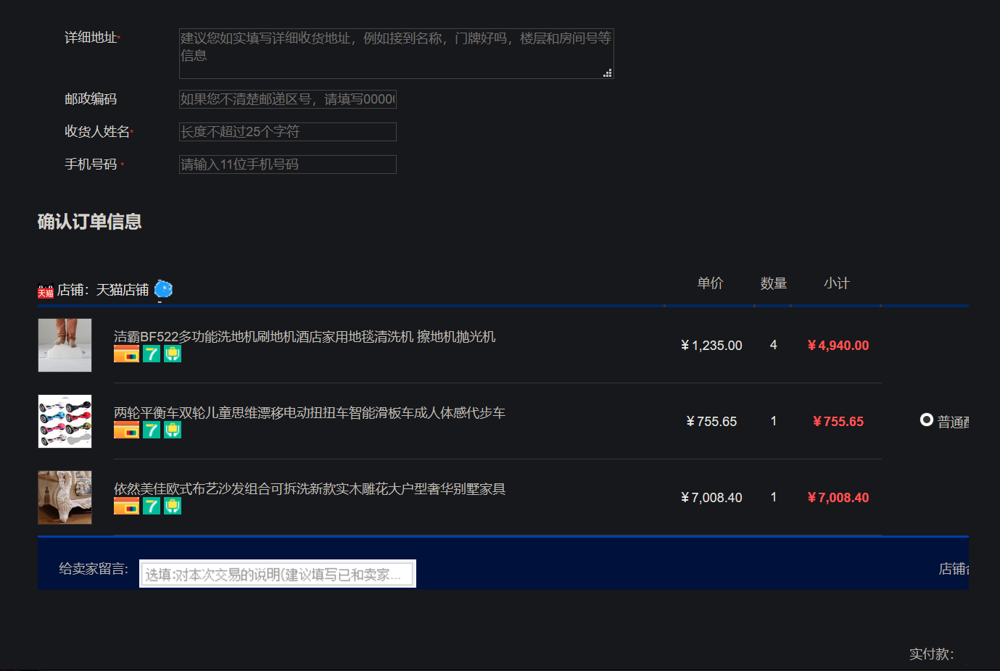 详细地址*
建议您如实填写详细收货地址，例如接到名称，门牌好吗，楼层和房间号等
信息
邮政编码
如果您不清楚邮递区号，请填写0000
收货人姓名*
长度不超过25个字符
手机号码 *
请输入11位手机号码
确认订单信息
天猫 店铺：天猫店铺
单价 数量 小计
洁霸BF522多功能洗地机刷地机酒店家用地毯清洗机 擦地机抛光机
7
￥1,235.00 4 ￥4,940.00
两轮平衡车双轮儿童思维漂移电动扭扭车智能滑板车成人体感代步车
7
￥755.65 1 ￥755.65
普通
依然美佳欧式布艺沙发组合可拆洗新款实木雕花大户型奢华别墅家具
7
￥7,008.40 1 ￥7,008.40
给卖家留言:
选填:对本次交易的说明(建议填写已和卖家...
店铺
实付款：